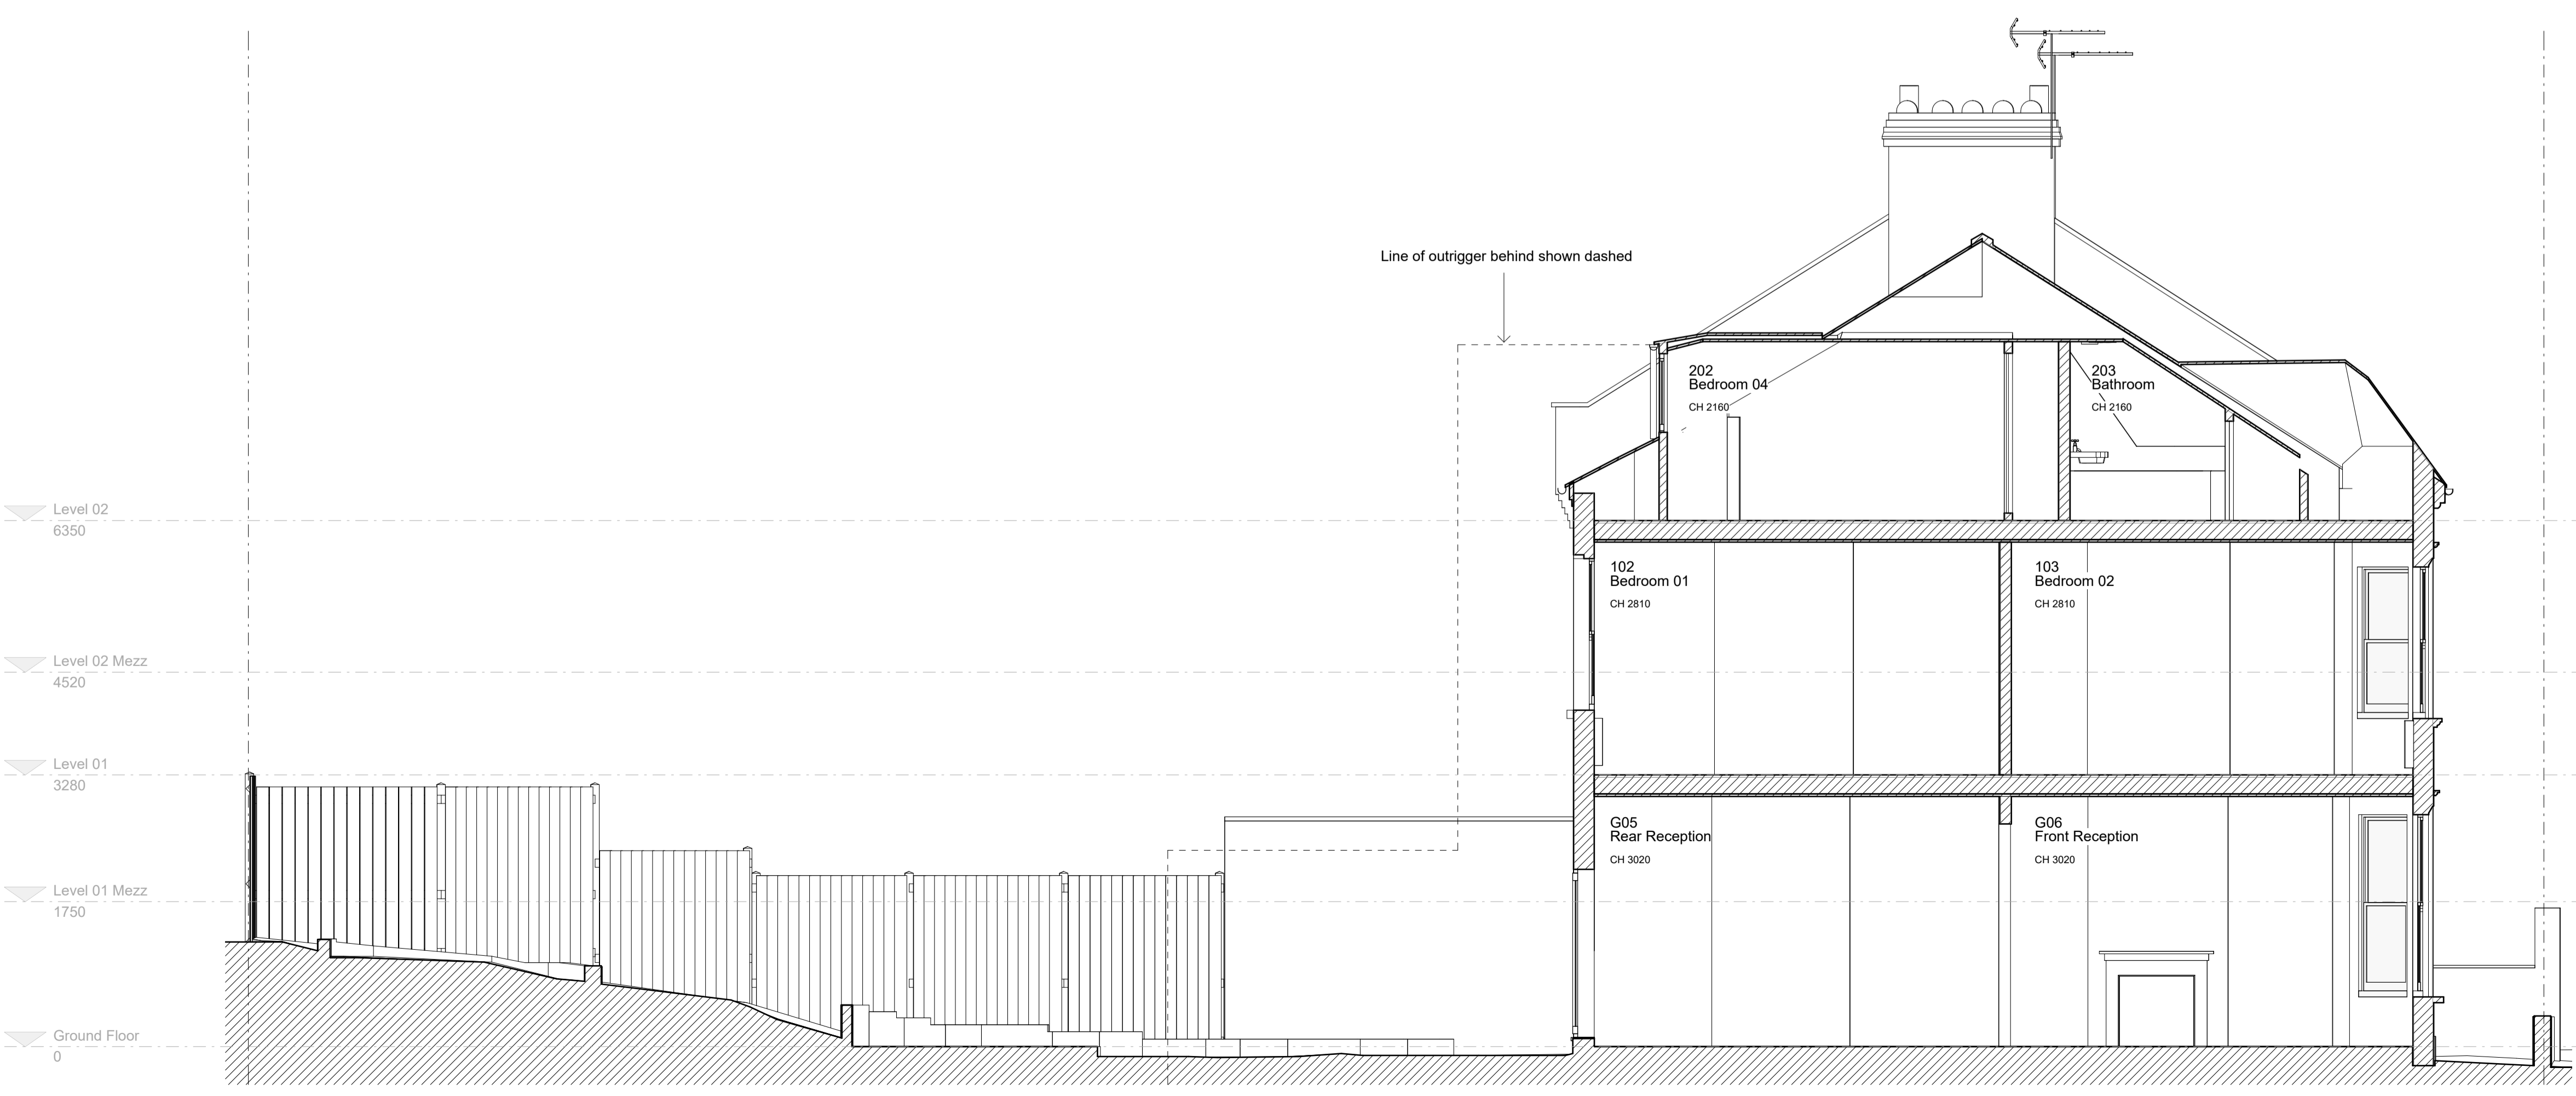 Line of outrigger behind shown dashed
202
Bedroom 04
CH 2160
203
Bathroom
CH 2160
Level 02
6350
102
Bedroom 01
CH 2810
103
Bedroom 02
CH 2810
Level 02 Mezz
4520
Level 01
3280
G05
Rear Reception
CH 3020
G06
Front Reception
CH 3020
Level 01 Mezz
1750
Ground Floor
0